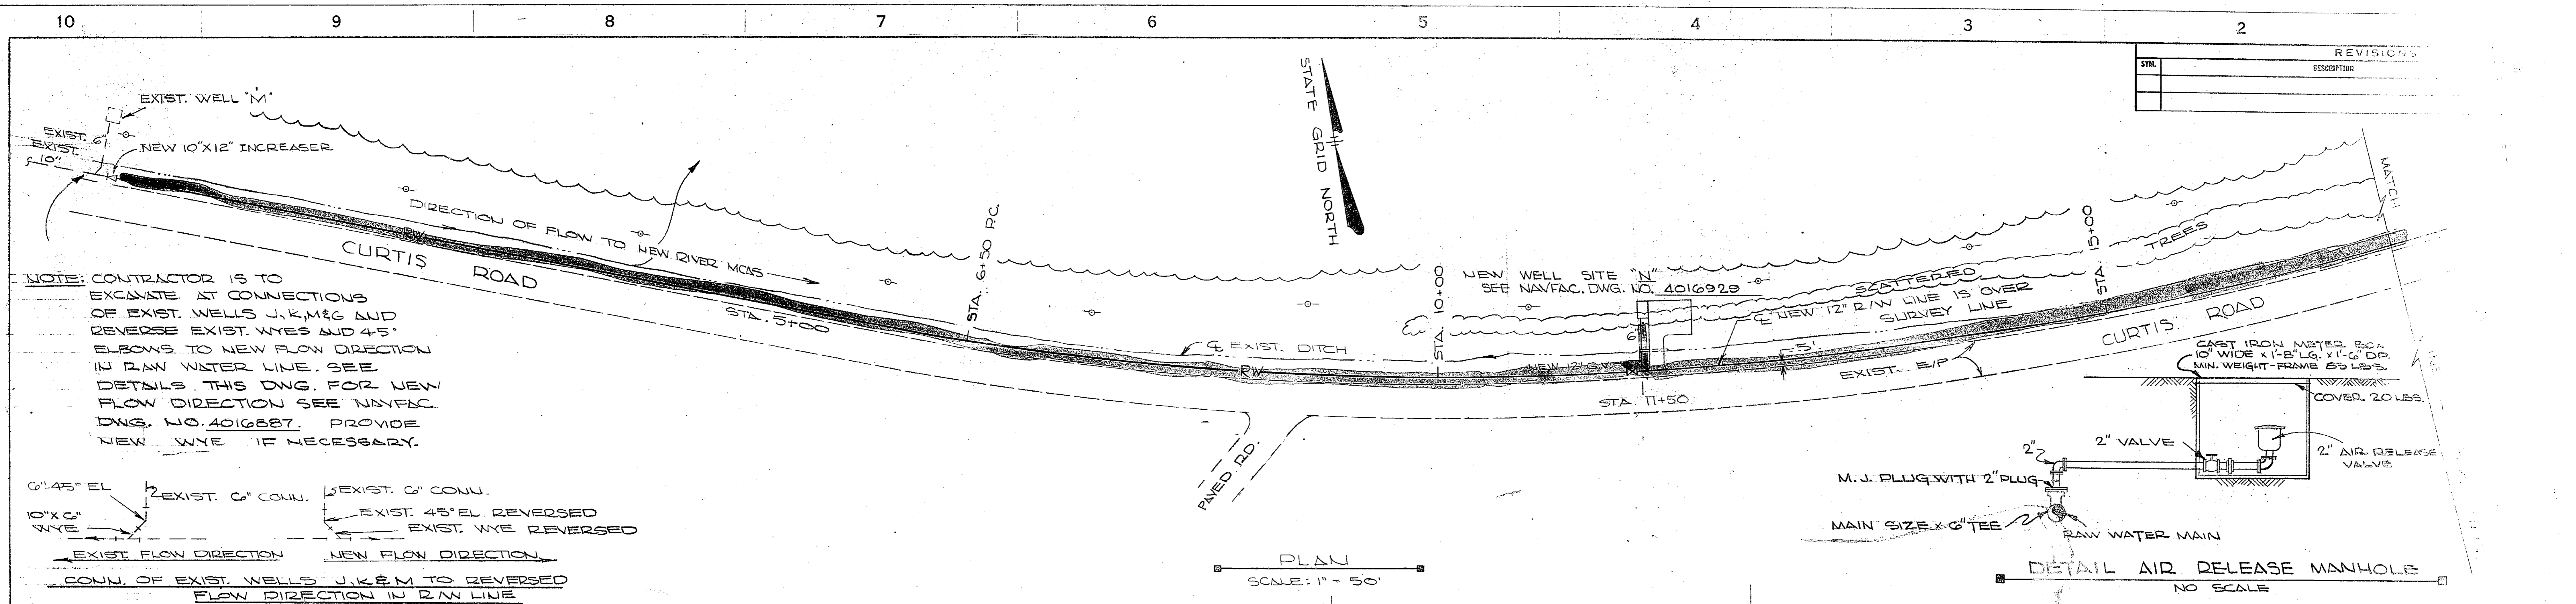 10 9 8 7 6 5 4 3 2
REVISIONS
SYM.
DESCRIPTION
EXIST. WELL "M"
EXIST. 6"
EXIST.
10"
NEW 10"X12" INCREASER
DIRECTION OF FLOW TO NEW RIVER MCAS
RW
CURTIS ROAD
STATE GRID NORTH
STA. 5+00
STA. 6+50 P.C.
STA. 10+00
NEW WELL SITE "N"
SEE NAVFAC. DWG. NO. 4016929
SCATTERED
TREES
STA. 15+00
MATCH
℄ NEW 12" R/W LINE IS OVER
SURVEY LINE
6"
5'
℄ EXIST. DITCH
RW
NEW 12" G.V.
STA. 11+50
EXIST. E/P
CURTIS ROAD
PAVED RD.
NOTE: CONTRACTOR IS TO
EXCAVATE AT CONNECTIONS
OF EXIST. WELLS J,K,M&G AND
REVERSE EXIST. WYES AND 45°
ELBOWS TO NEW FLOW DIRECTION
IN RAW WATER LINE. SEE
DETAILS THIS DWG. FOR NEW
FLOW DIRECTION SEE NAVFAC
DWG. NO. 4016887. PROVIDE
NEW WYE IF NECESSARY.
6"-45° EL
EXIST. 6" CONN.
10"X6"
WYE
EXIST. FLOW DIRECTION
EXIST. 6" CONN.
EXIST. 45° EL REVERSED
EXIST. WYE REVERSED
NEW FLOW DIRECTION
CONN. OF EXIST. WELLS J,K&M TO REVERSED
FLOW DIRECTION IN R/W LINE
PLAN
SCALE: 1" = 50'
CAST IRON METER BOX
10" WIDE x 1'-8" LG. x 1'-6" DP.
MIN. WEIGHT-FRAME 85 LBS.
COVER 20 LBS.
2" VALVE
2"
2" AIR RELEASE
VALVE
M.J. PLUG WITH 2" PLUG
MAIN SIZE x 6" TEE
RAW WATER MAIN
DETAIL AIR RELEASE MANHOLE
NO SCALE